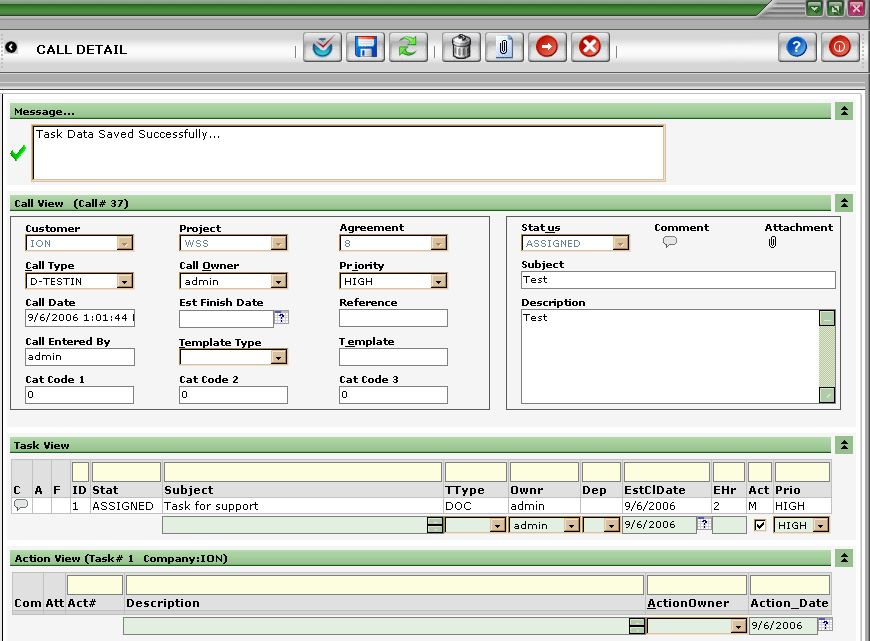 CALL DETAIL
Message...
Task Data Saved Successfully...
Call View (Call# 37)
Customer Project Agreement
ION WSS 8
Call Type Call Owner Priority
D-TESTIN admin HIGH
Call Date Est Finish Date Reference
9/6/2006 1:01:44
Call Entered By Template Type Template
admin
Cat Code 1 Cat Code 2 Cat Code 3
0 0 0
Status Comment Attachment
ASSIGNED
Subject
Test
Description
Test
Task View
C A F ID Stat Subject TType Ownr Dep EstClDate EHr Act Prio
1 ASSIGNED Task for support DOC admin 9/6/2006 2 M HIGH
admin 9/6/2006 HIGH
Action View (Task# 1 Company:ION)
Com Att Act# Description ActionOwner Action_Date
9/6/2006